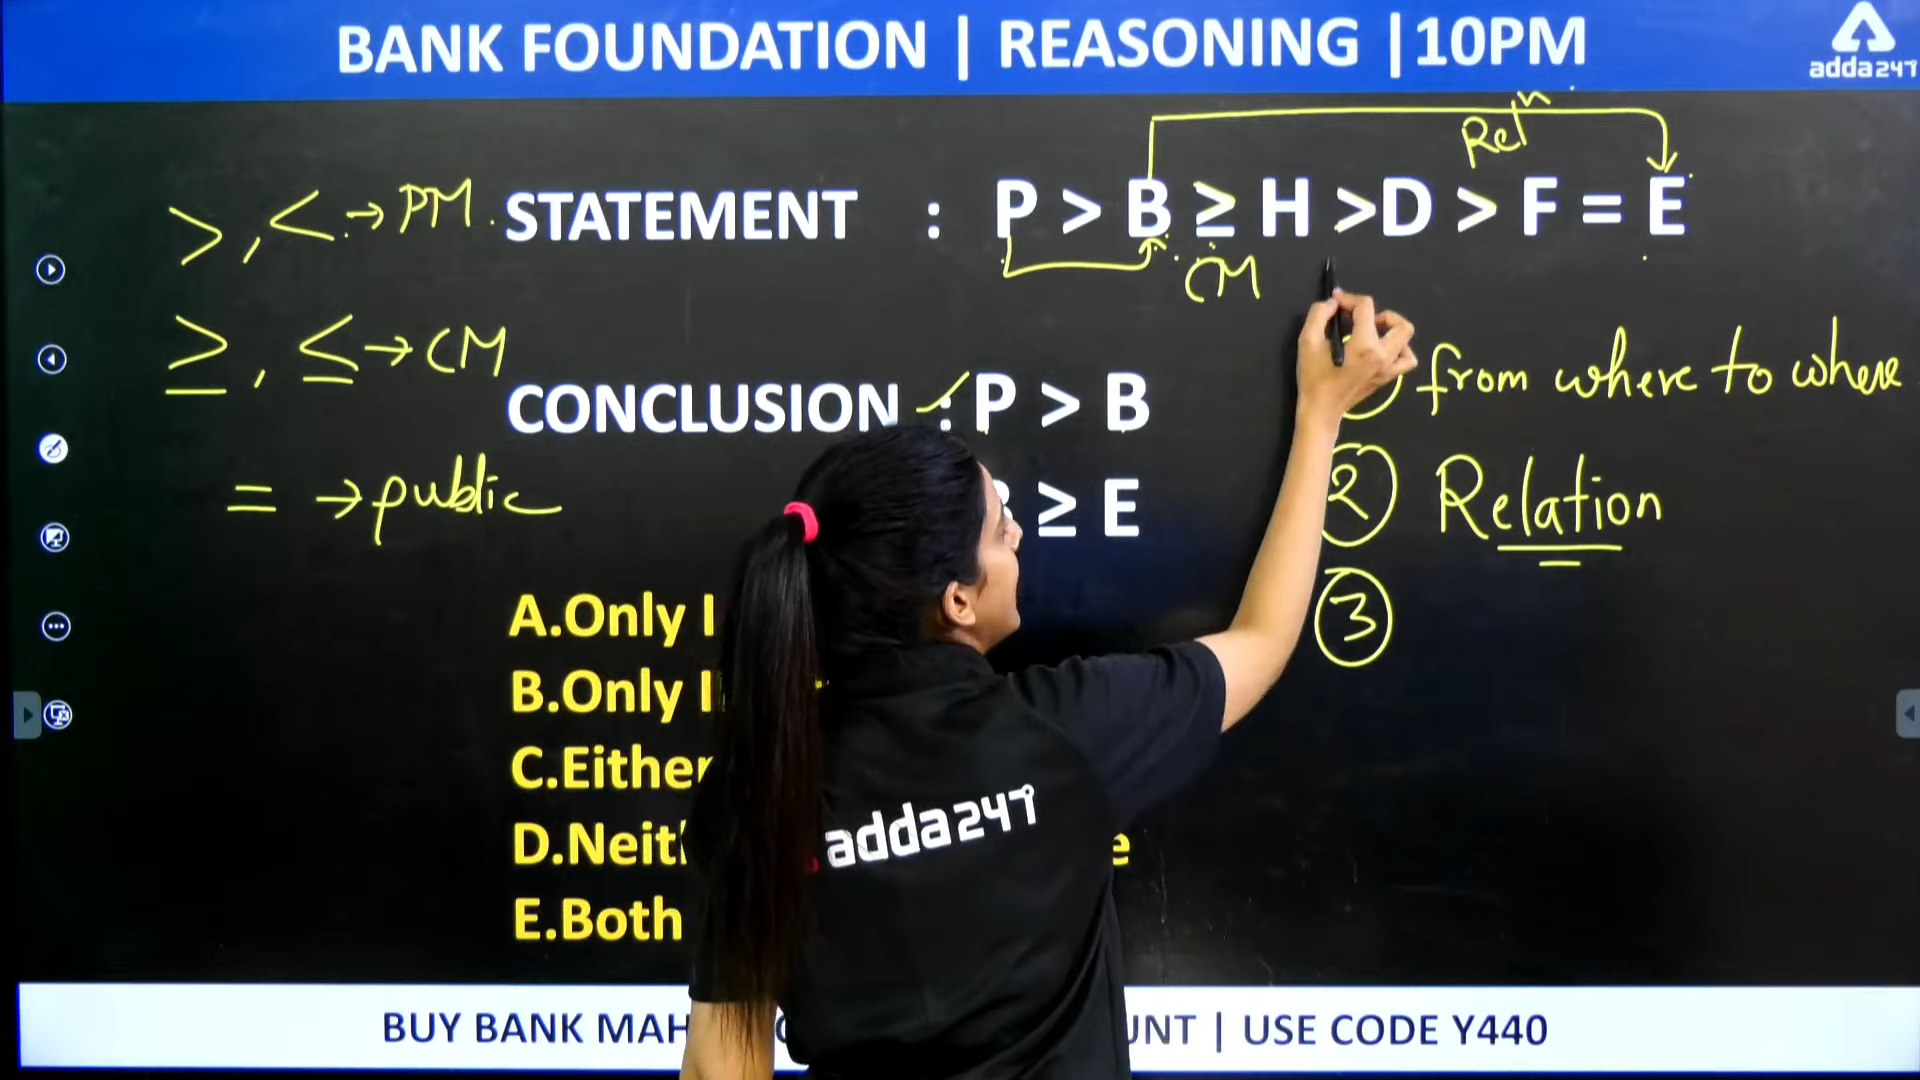 BANK FOUNDATION | REASONING |10PM
adda247
Rel n
>, < → PM
STATEMENT : P > B ≥ H >D > F = E
CM
≥, ≤ → CM
from where to where
CONCLUSION : P > B
= → public
≥ E
2 Relation
A.Only I
3
B.Only I
C.Either
adda247
D.Neit
e
E.Both
BUY BANK MAH
UNT | USE CODE Y440